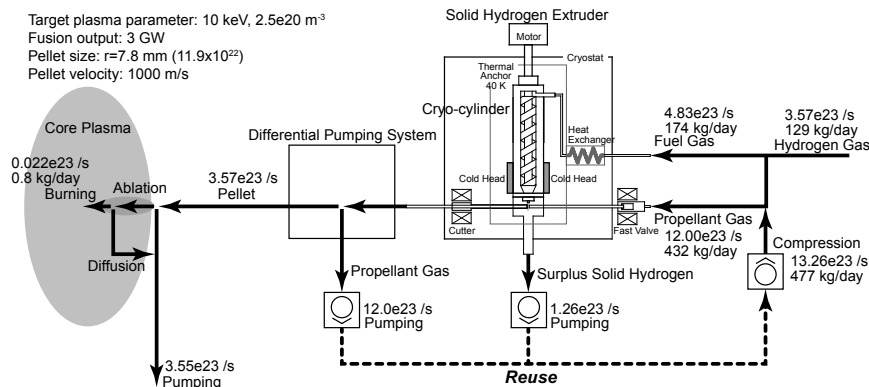 Target plasma parameter: 10 keV, 2.5e20 m⁻³
Fusion output: 3 GW
Pellet size: r=7.8 mm (11.9x10²²)
Pellet velocity: 1000 m/s
Solid Hydrogen Extruder
Motor
Cryostat
Thermal
Anchor
40 K
Cryo-cylinder
Heat
Exchanger
4.83e23 /s
174 kg/day
Fuel Gas
3.57e23 /s
129 kg/day
Hydrogen Gas
Core Plasma
Differential Pumping System
0.022e23 /s
0.8 kg/day
Burning
Ablation
3.57e23 /s
Pellet
Cold Head
Cold Head
Cutter
Fast Valve
Propellant Gas
12.00e23 /s
432 kg/day
Compression
13.26e23 /s
477 kg/day
Diffusion
Propellant Gas
12.0e23 /s
Pumping
Surplus Solid Hydrogen
1.26e23 /s
Pumping
3.55e23 /s
Pumping
Reuse